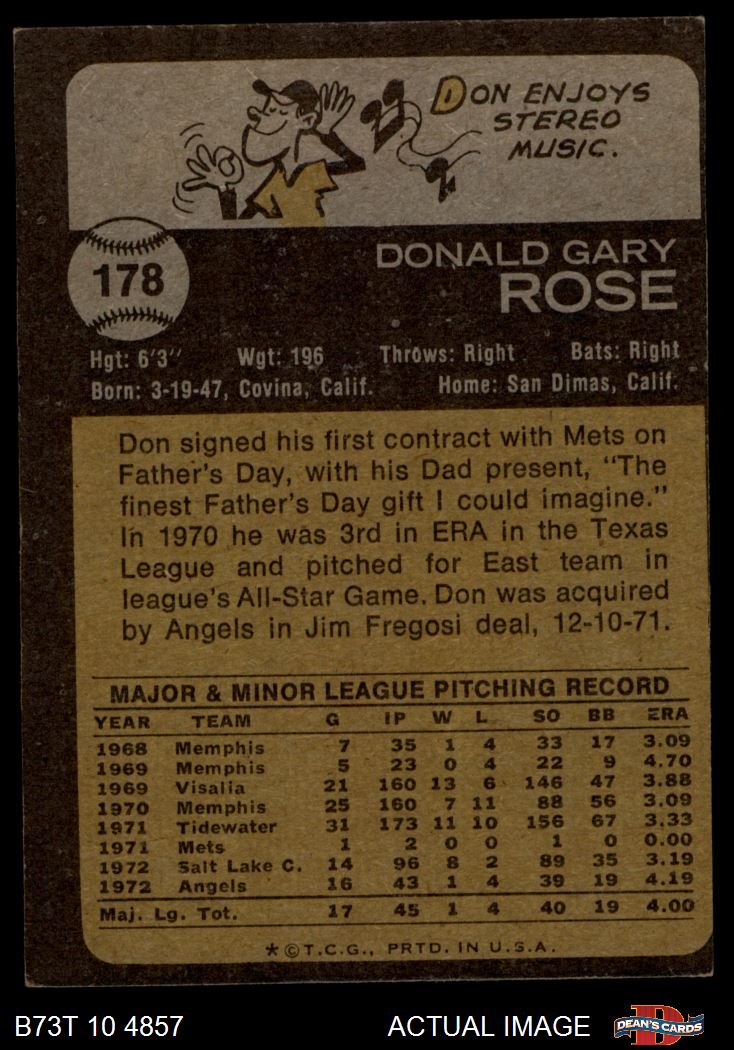 DON ENJOYS
STEREO
MUSIC.
178
DONALD GARY
ROSE
Hgt: 6'3" Wgt: 196 Throws: Right Bats: Right
Born: 3-19-47, Covina, Calif. Home: San Dimas, Calif.
Don signed his first contract with Mets on
Father's Day, with his Dad present, "The
finest Father's Day gift I could imagine."
In 1970 he was 3rd in ERA in the Texas
League and pitched for East team in
league's All-Star Game. Don was acquired
by Angels in Jim Fregosi deal, 12-10-71.
MAJOR & MINOR LEAGUE PITCHING RECORD
YEAR TEAM G IP W L SO BB ERA
1968 Memphis 7 35 1 4 33 17 3.09
1969 Memphis 5 23 0 4 22 9 4.70
1969 Visalia 21 160 13 6 146 47 3.88
1970 Memphis 25 160 7 11 88 56 3.09
1971 Tidewater 31 173 11 10 156 67 3.33
1971 Mets 1 2 0 0 1 0 0.00
1972 Salt Lake C. 14 96 8 2 89 35 3.19
1972 Angels 16 43 1 4 39 19 4.19
Maj. Lg. Tot. 17 45 1 4 40 19 4.00
*©T.C.G., PRTD. IN U.S.A.
B73T 10 4857 ACTUAL IMAGE D DEAN'S CARDS